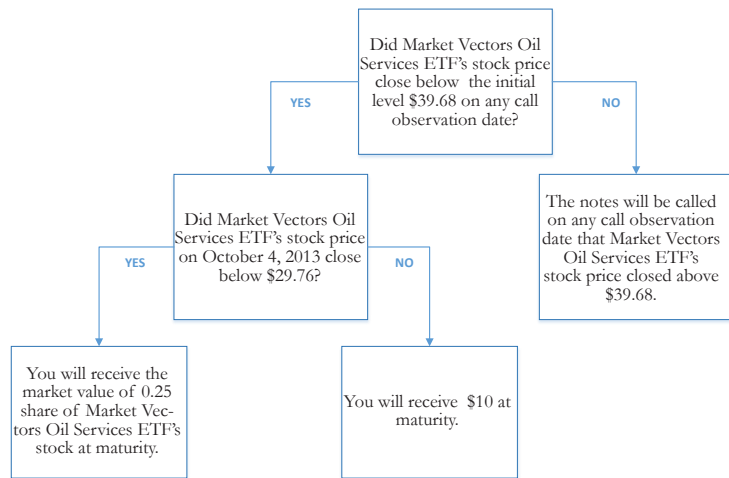 Did Market Vectors Oil
Services ETF's stock price
close below the initial
level $39.68 on any call
observation date?
YES
NO
Did Market Vectors Oil
Services ETF's stock price
on October 4, 2013 close
below $29.76?
The notes will be called
on any call observation
date that Market Vectors
Oil Services ETF's
stock price closed above
$39.68.
YES
NO
You will receive the
market value of 0.25
share of Market Vec-
tors Oil Services ETF's
stock at maturity.
You will receive $10 at
maturity.